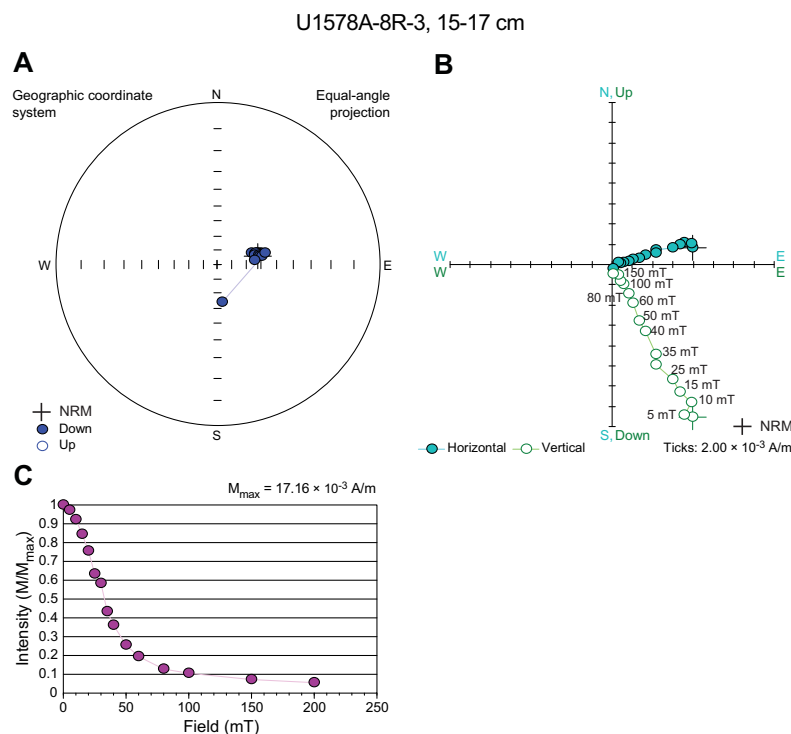 U1578A-8R-3, 15-17 cm
A
Geographic coordinate
system
Equal-angle
projection
N
W
E
S
NRM
Down
Up
B
N, Up
W
W
E
E
150 mT
100 mT
80 mT
60 mT
50 mT
40 mT
35 mT
25 mT
15 mT
10 mT
5 mT
S, Down
NRM
Horizontal
Vertical
Ticks: 2.00 × 10-3 A/m
C
Mmax = 17.16 × 10-3 A/m
Intensity (M/Mmax)
1
0.9
0.8
0.7
0.6
0.5
0.4
0.3
0.2
0.1
0
0 50 100 150 200 250
Field (mT)